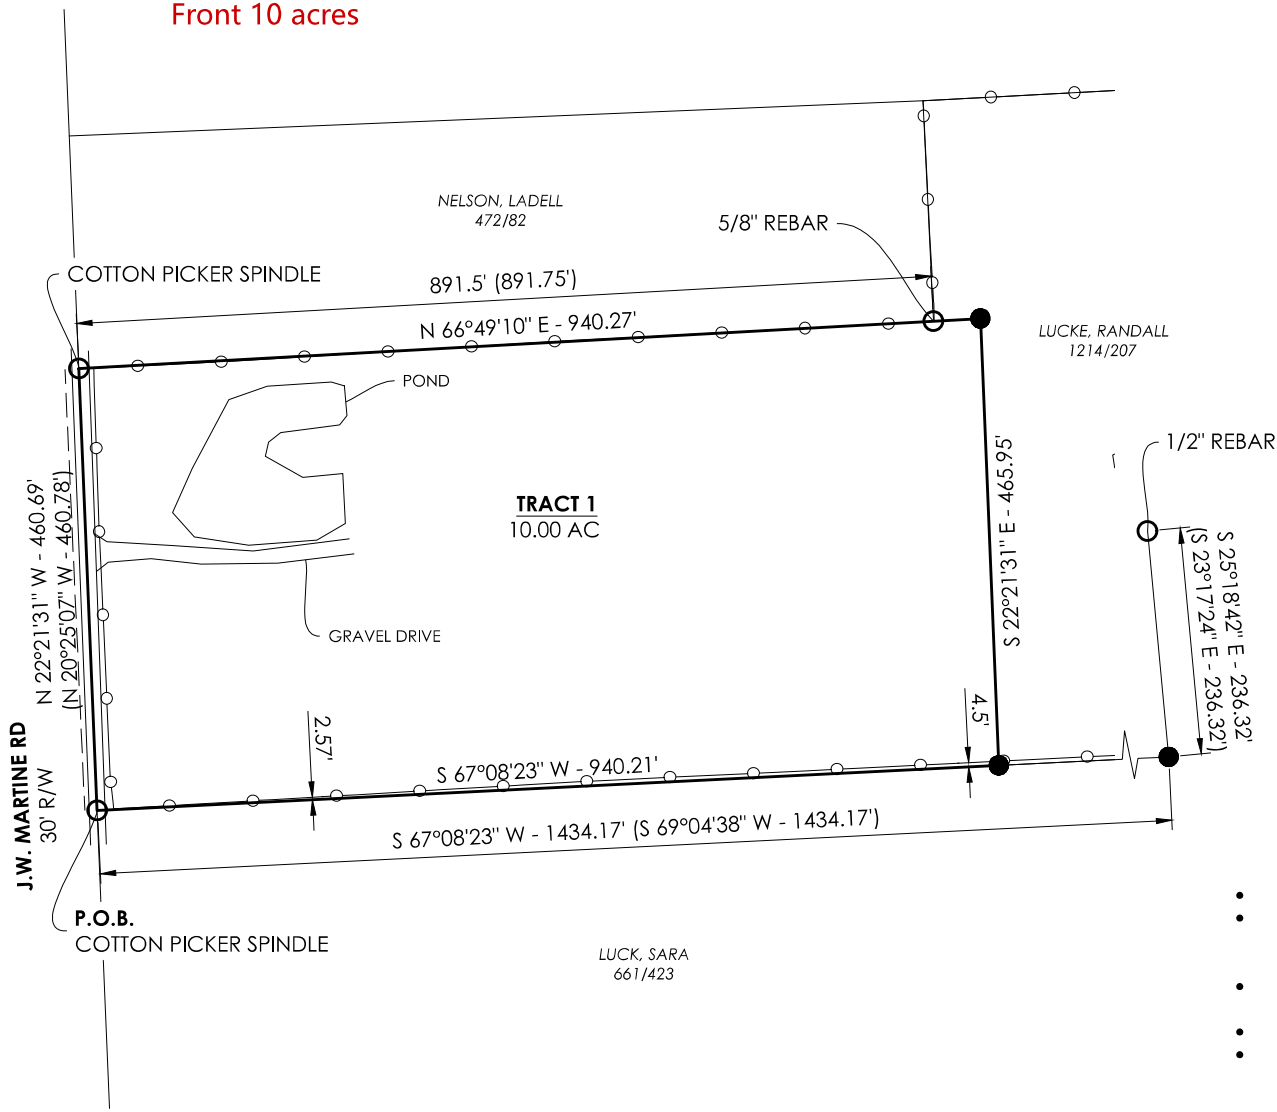 Front 10 acres
NELSON, LADELL
472/82
5/8" REBAR
COTTON PICKER SPINDLE
891.5' (891.75')
N 66°49'10" E - 940.27'
LUCKE, RANDALL
1214/207
POND
1/2" REBAR
TRACT 1
10.00 AC
N 22°21'31" W - 460.69'
(N 20°25'07" W - 460.78')
S 22°21'31" E - 465.95'
S 25°18'42" E - 236.32'
(S 23°17'24" E - 236.32')
GRAVEL DRIVE
2.57'
4.5'
S 67°08'23" W - 940.21'
J.W. MARTINE RD
30' R/W
S 67°08'23" W - 1434.17' (S 69°04'38" W - 1434.17')
P.O.B.
COTTON PICKER SPINDLE
LUCK, SARA
661/423